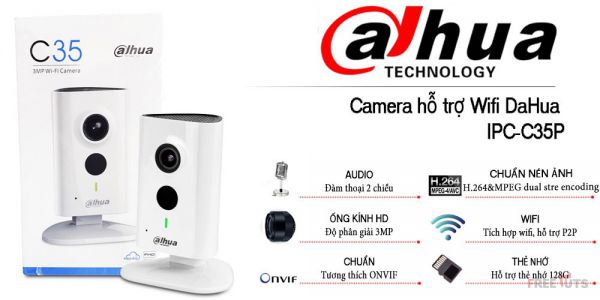 C35
3MP Wi-Fi Camera
alhua
alhua
TECHNOLOGY
Camera hỗ trợ Wifi DaHua
IPC-C35P
AUDIO
Đàm thoại 2 chiều
H.264
MPEG-4/AVC
CHUẨN NÉN ẢNH
H.264&MPEG dual stre encoding
ỐNG KÍNH HD
Độ phân giải 3MP
WIFI
Tích hợp wifi, hỗ trợ P2P
ONVIF
CHUẨN
Tương thích ONVIF
THẺ NHỚ
Hỗ trợ thẻ nhớ 128G
alhua
FREETUTS